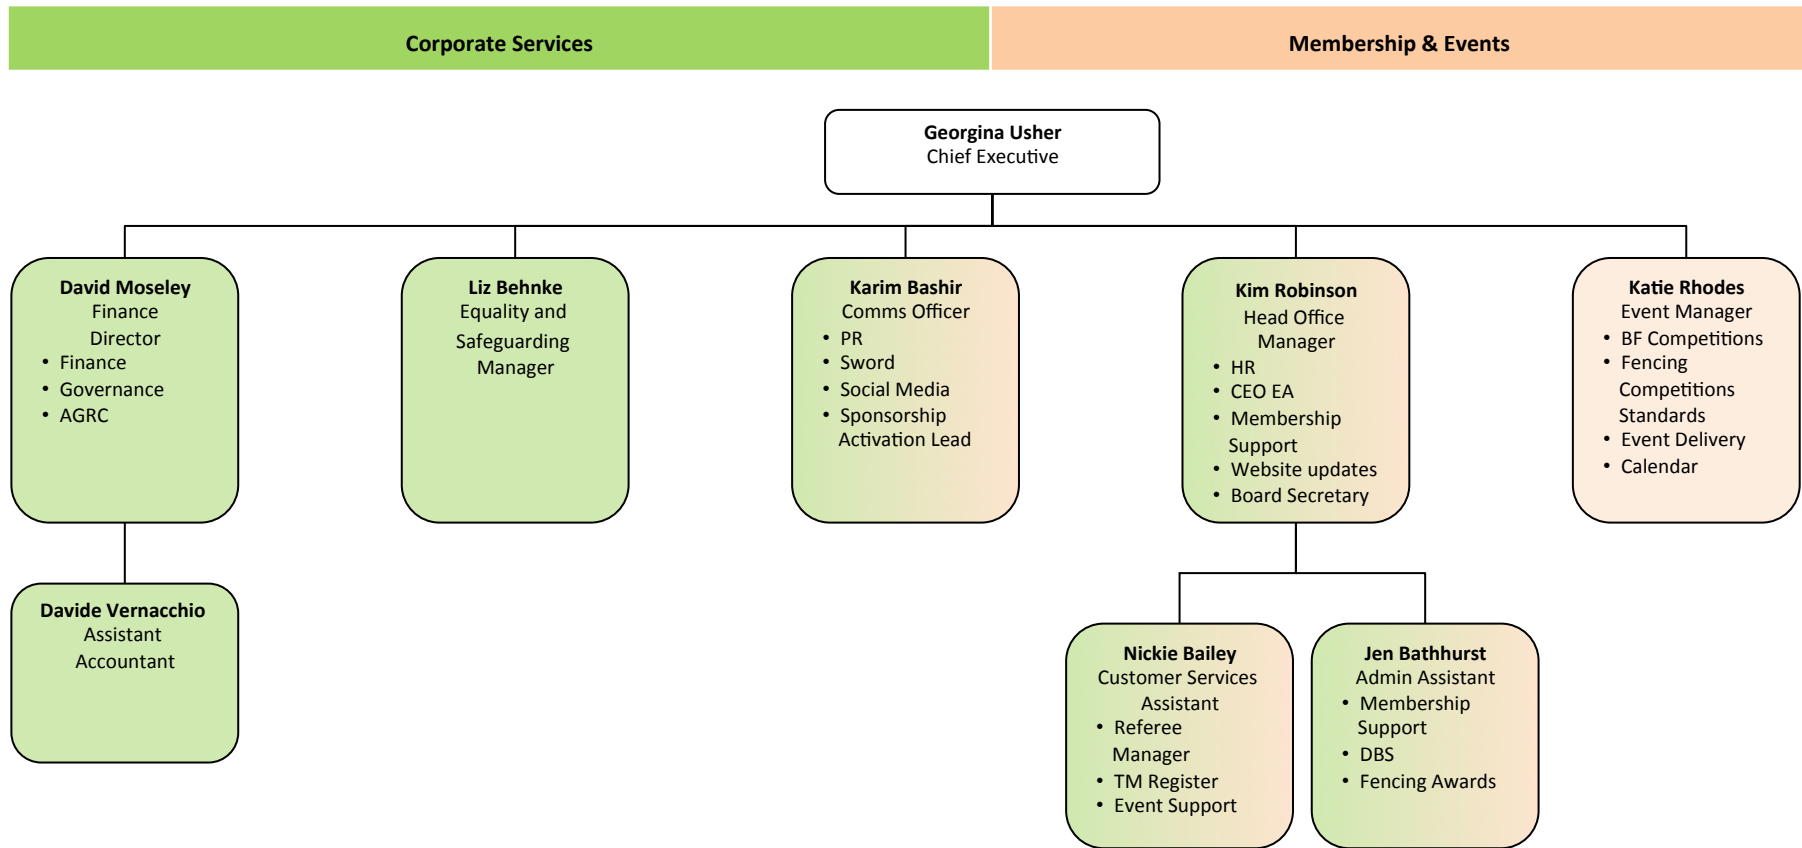 Corporate Services
Membership & Events
Georgina Usher
Chief Executive
David Moseley
Finance
Director
• Finance
• Governance
• AGRC
Liz Behnke
Equality and
Safeguarding
Manager
Karim Bashir
Comms Officer
• PR
• Sword
• Social Media
• Sponsorship
Activation Lead
Kim Robinson
Head Office
Manager
• HR
• CEO EA
• Membership
Support
• Website updates
• Board Secretary
Katie Rhodes
Event Manager
• BF Competitions
• Fencing
Competitions
Standards
• Event Delivery
• Calendar
Davide Vernacchio
Assistant
Accountant
Nickie Bailey
Customer Services
Assistant
• Referee
Manager
• TM Register
• Event Support
Jen Bathhurst
Admin Assistant
• Membership
Support
• DBS
• Fencing Awards